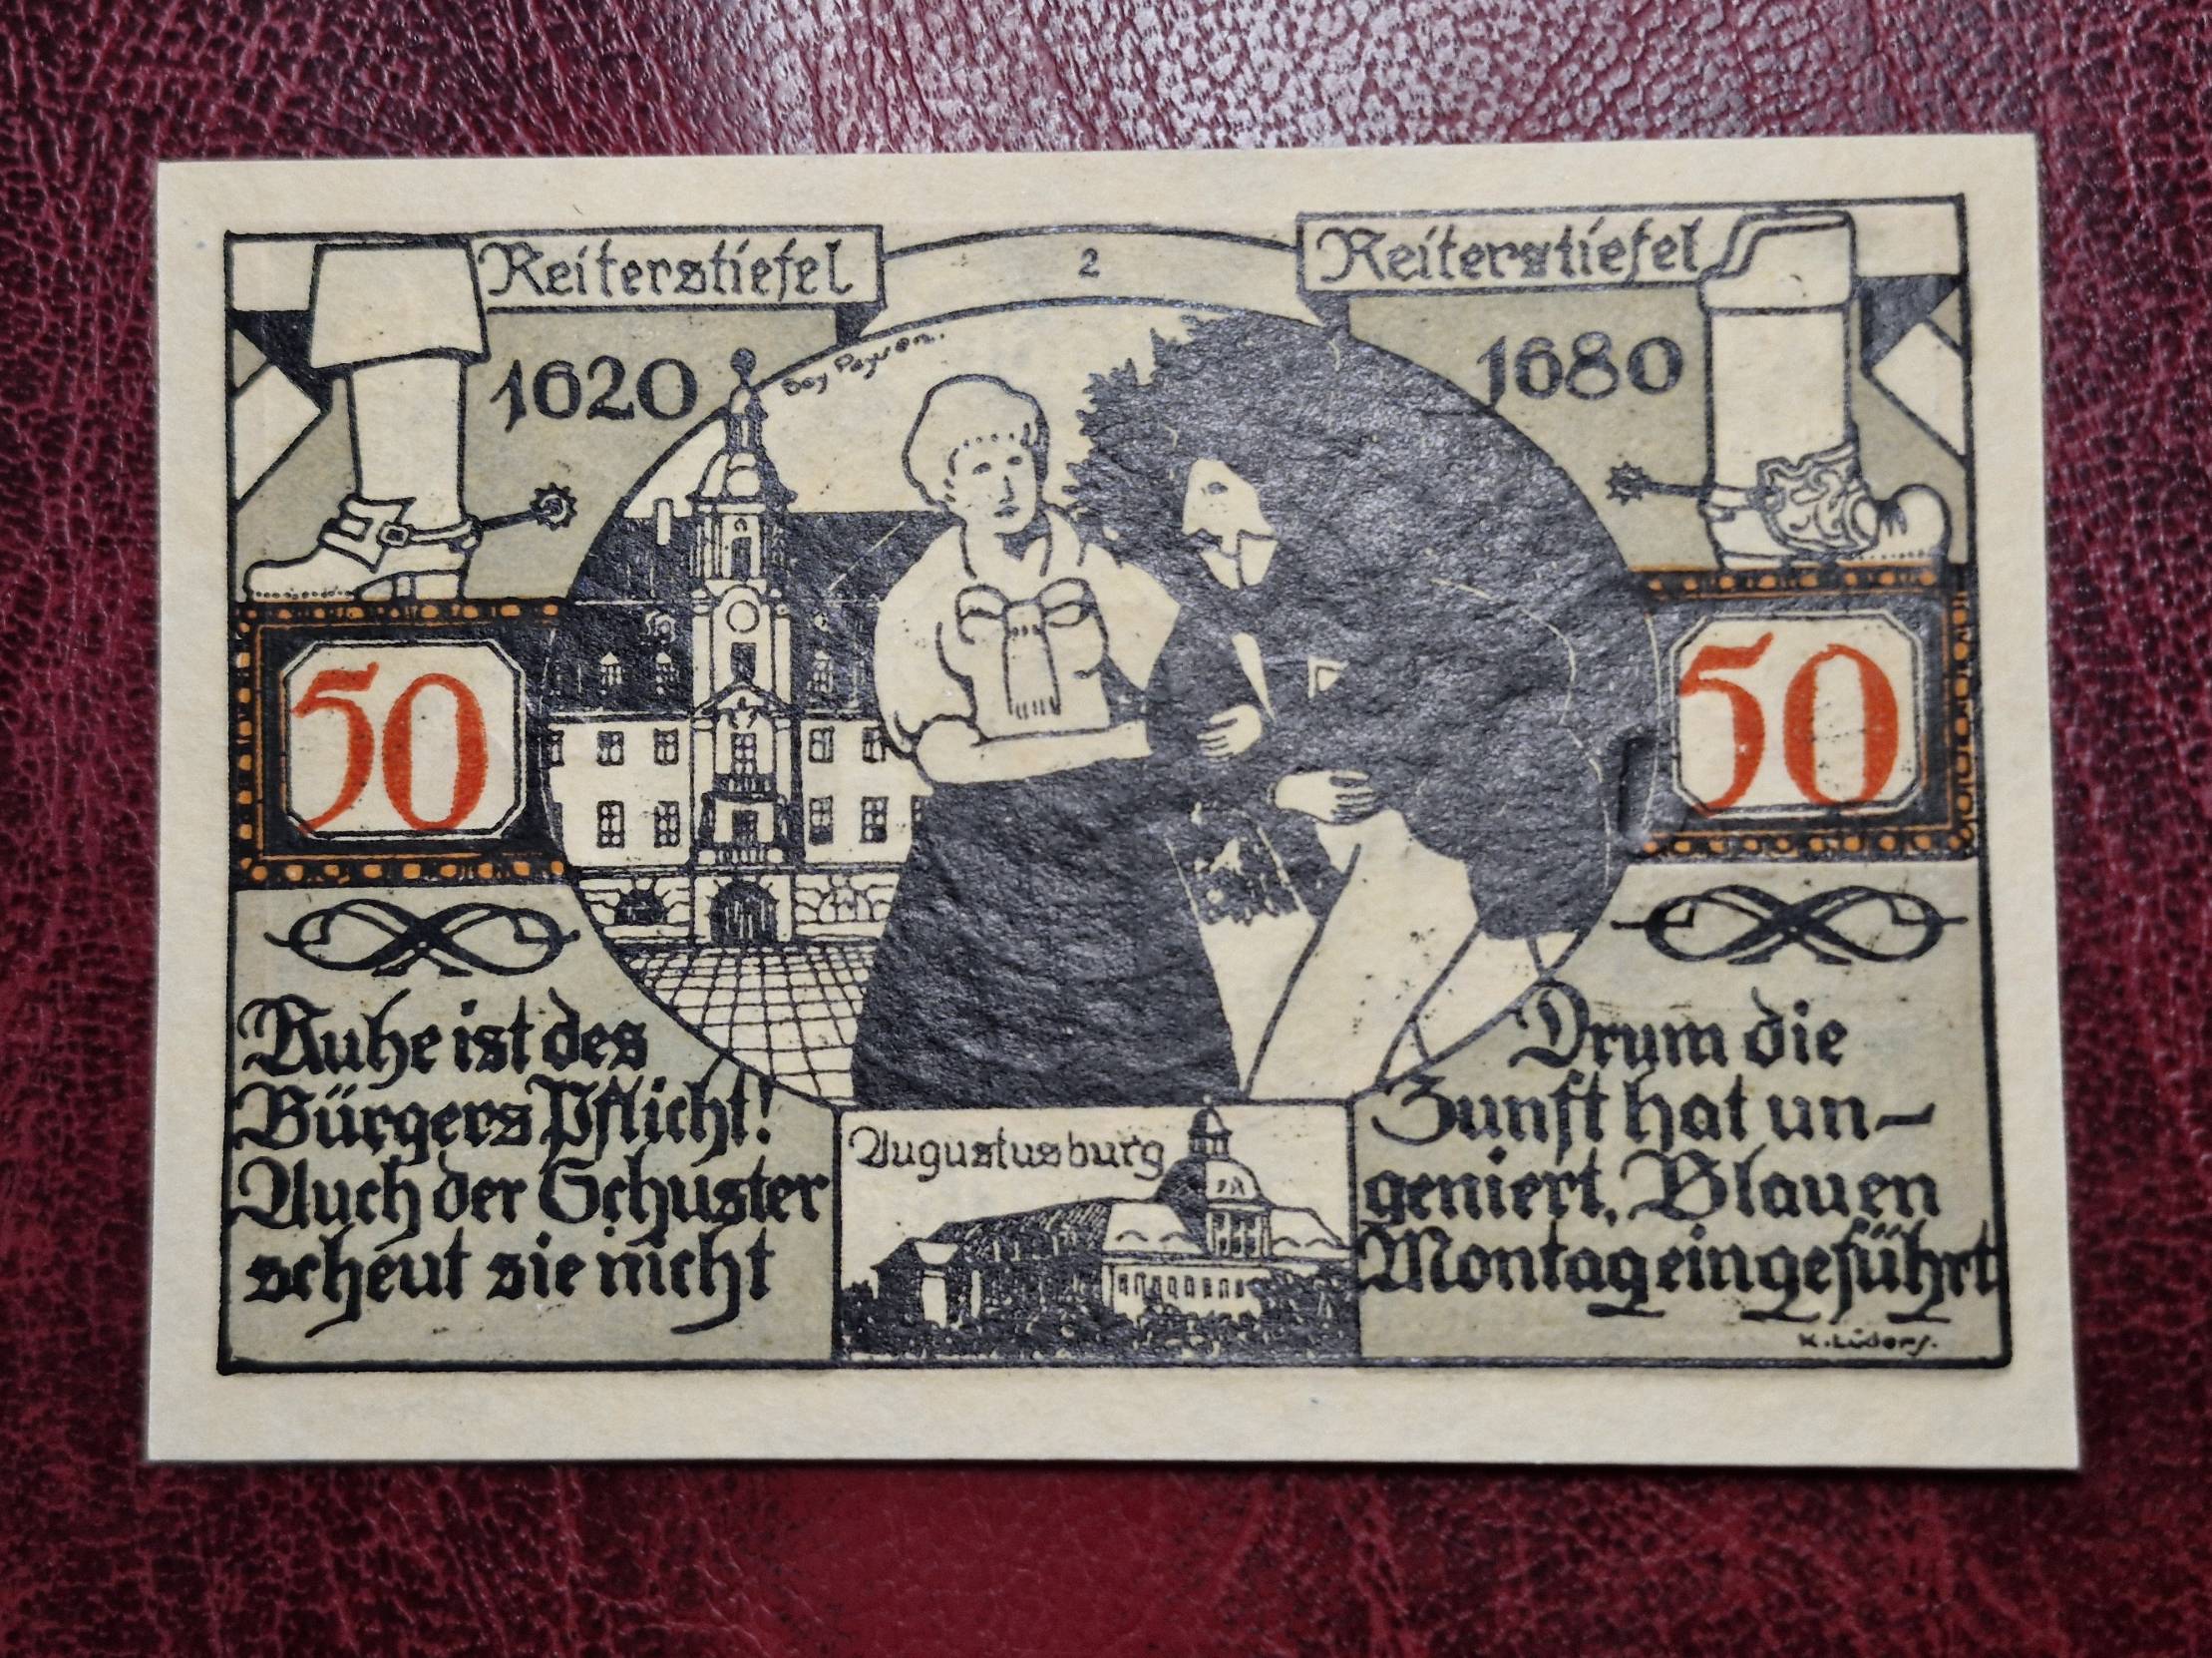 Reiterstiefel
2
Reiterstiefel
1620
1680
50
50
Ruhe ist des
Bürgers Pflicht!
Auch der Schuster
scheut sie nicht
Augustusburg
Drum die
Zunft hat un-
geniert, Blauen
Montag eingeführt
K. Lüders.